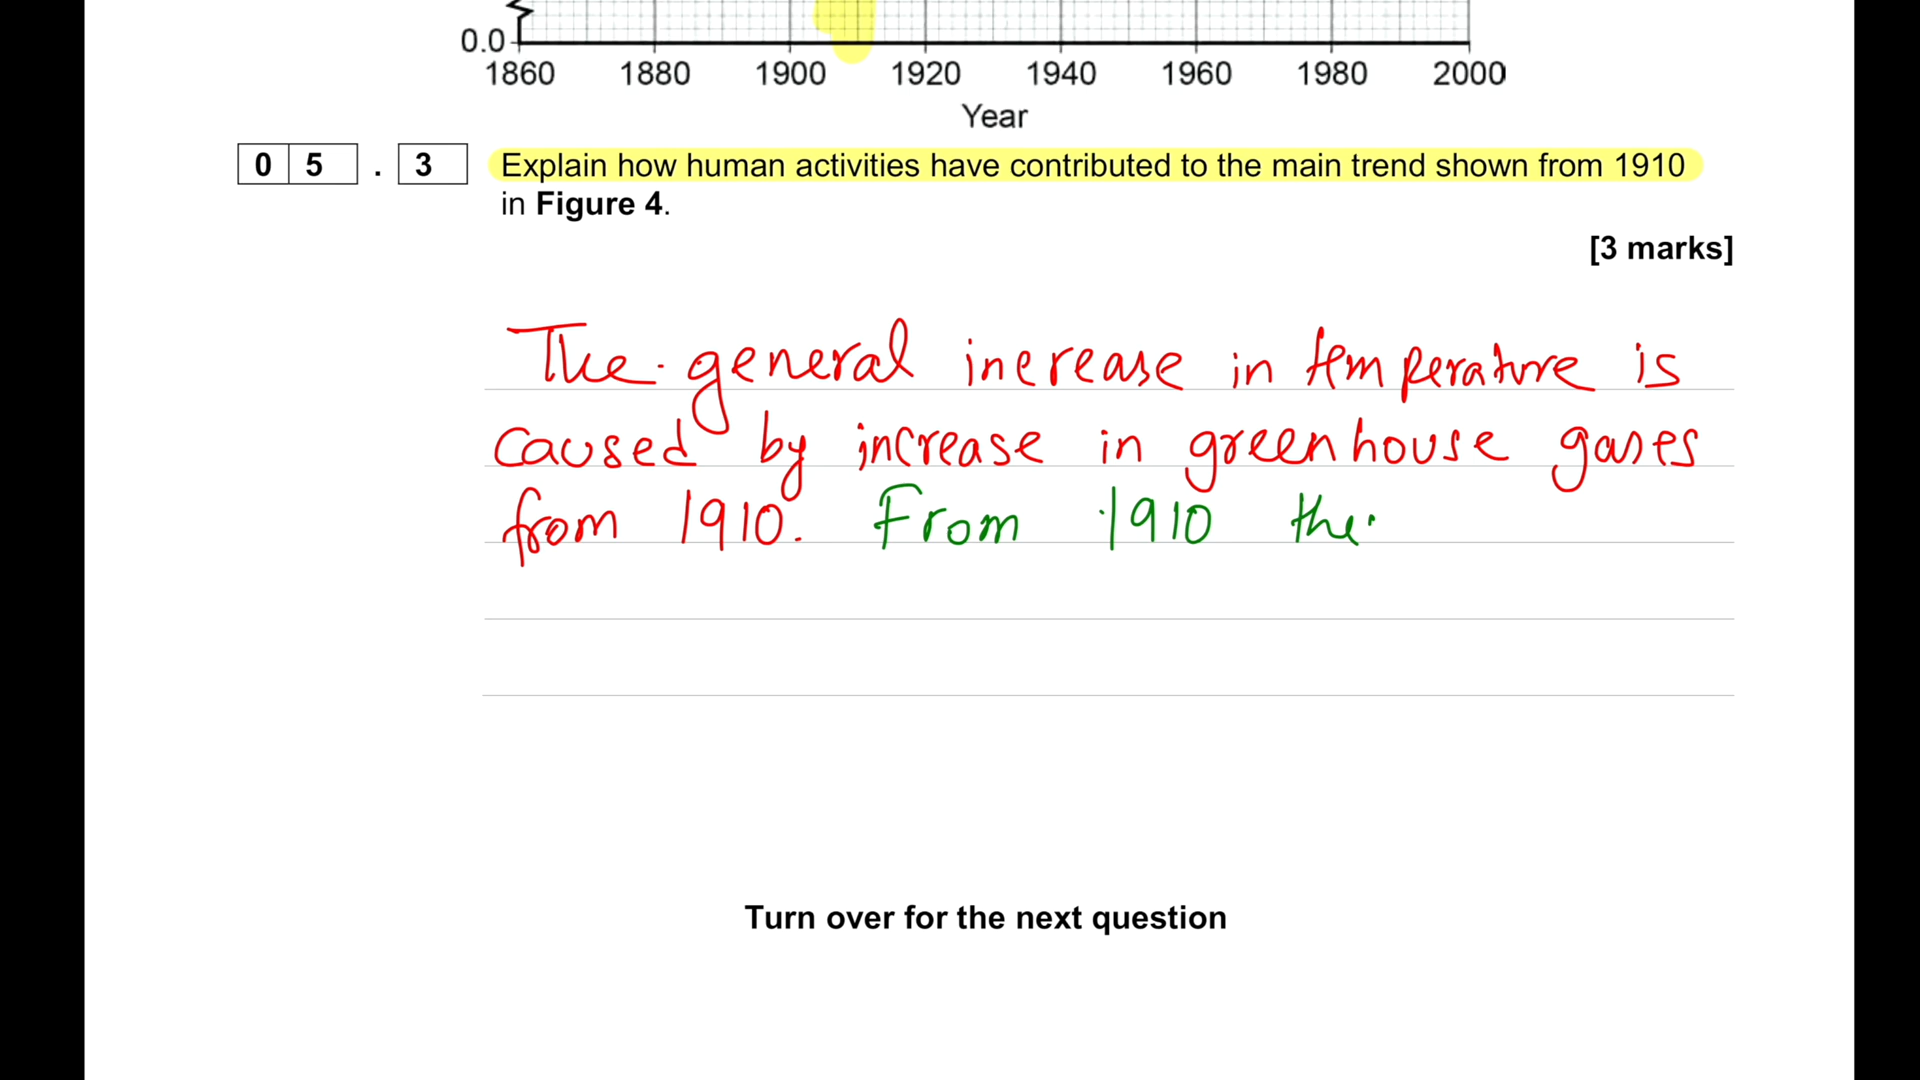 0.0
1860 1880 1900 1920 1940 1960 1980 2000
Year
0 5 . 3 Explain how human activities have contributed to the main trend shown from 1910
in Figure 4.
[3 marks]
The general increase in temperature is
caused by increase in greenhouse gases
from 1910. From 1910 the
Turn over for the next question